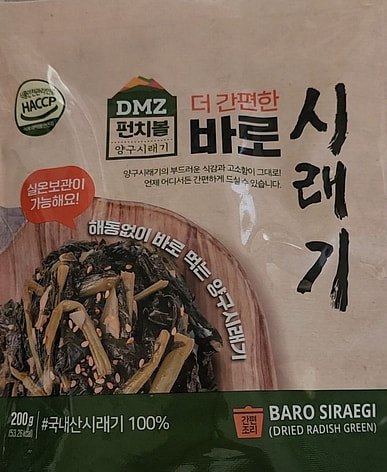 HACCP
DMZ
펀치볼
양구시래기
더 간편한
바로
시래기
양구시래기의 부드러운 식감과 고소함이 그대로!
언제 어디서든 간편하게 드실 수 있습니다.
실온보관이
가능해요!
해동없이 바로 먹는 양구시래기
200g
#국내산시래기 100%
간편
조리
BARO SIRAEGI
(DRIED RADISH GREEN)